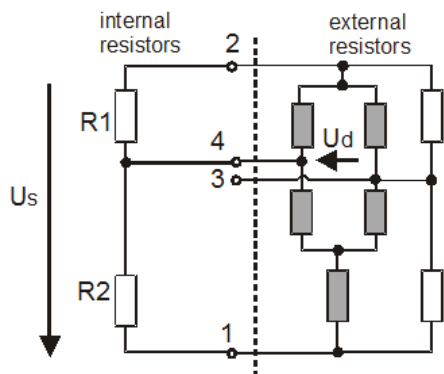 internal
resistors
external
resistors
2
R1
4
Ud
3
Us
R2
1